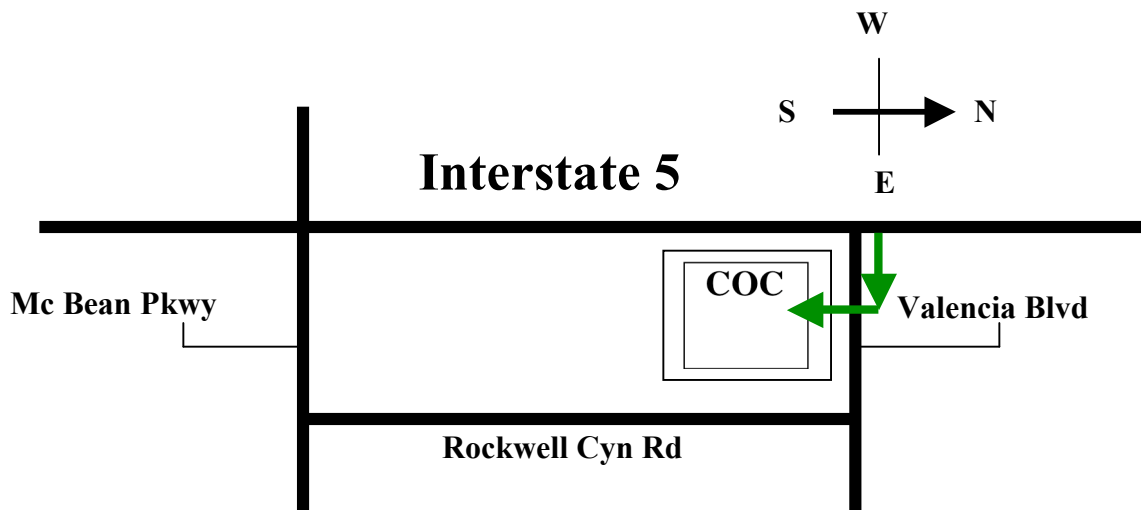 W
S
N
Interstate 5
E
COC
Mc Bean Pkwy
Valencia Blvd
Rockwell Cyn Rd